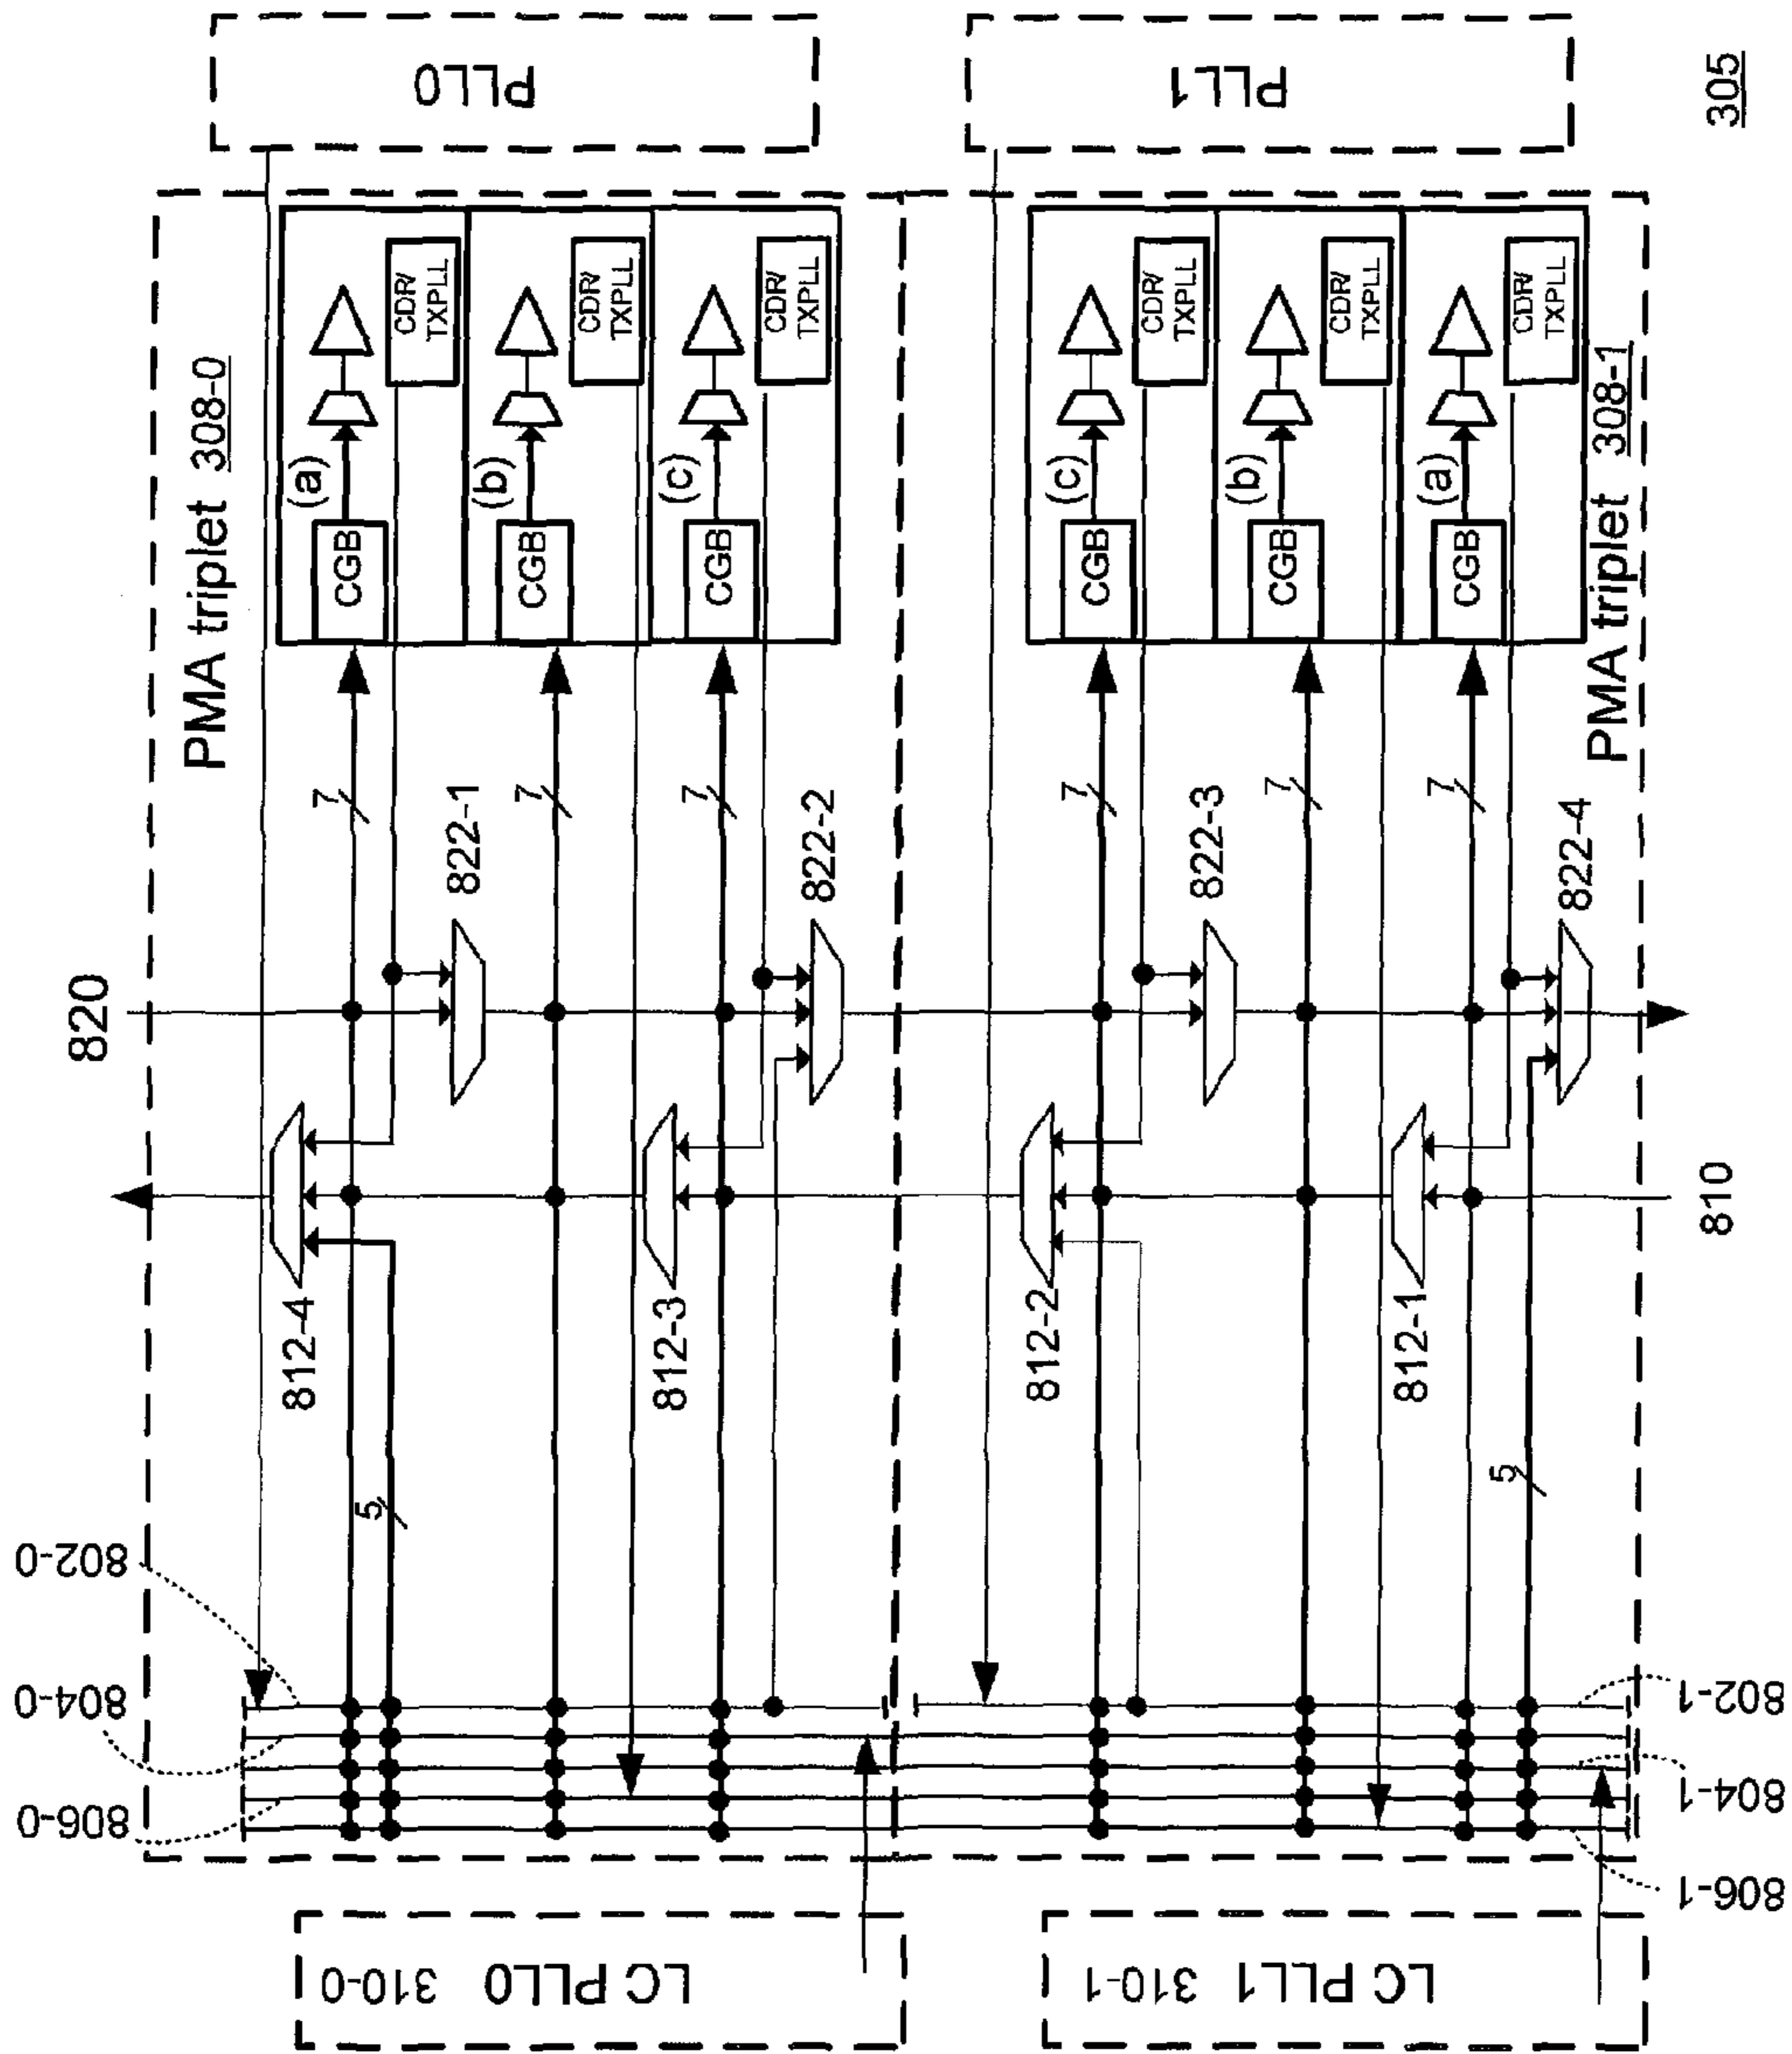 PLL0
PLL1
305
PMA triplet 308-0
(a)
CGB
CDR/
TXPLL
(b)
CGB
CDR/
TXPLL
(c)
CGB
CDR/
TXPLL
(c)
CGB
CDR/
TXPLL
(b)
CGB
CDR/
TXPLL
(a)
CGB
CDR/
TXPLL
PMA triplet 308-1
7
7
7
7
7
7
822-1
822-2
822-3
822-4
820
810
812-4
812-3
812-2
812-1
5
5
802-0
804-0
806-0
802-1
804-1
806-1
LC PLL0 310-0
LC PLL1 310-1